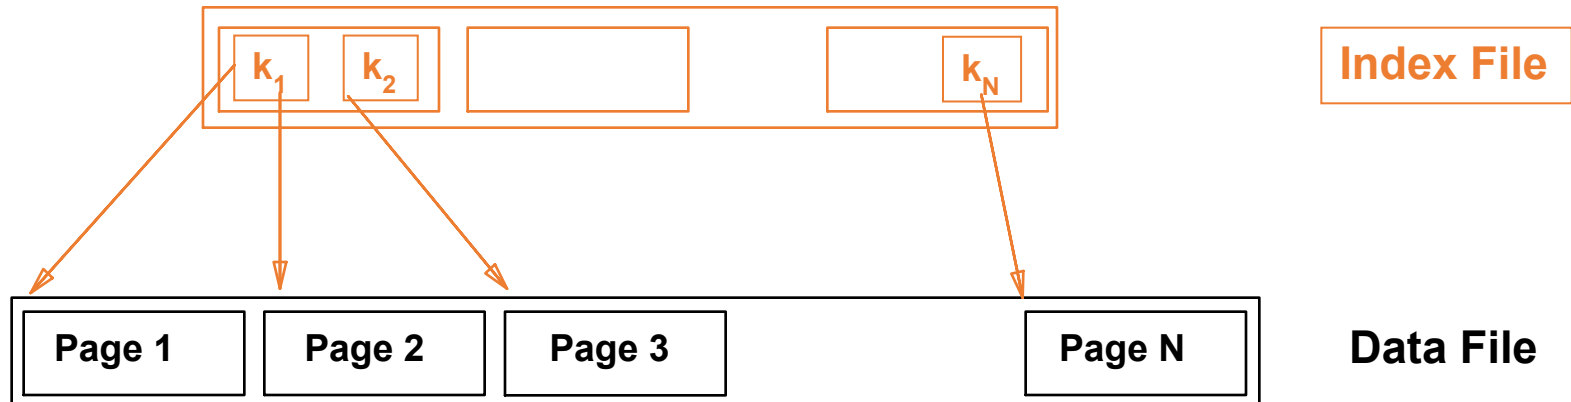 k1 k2 kN Index File
Page 1 Page 2 Page 3 Page N Data File